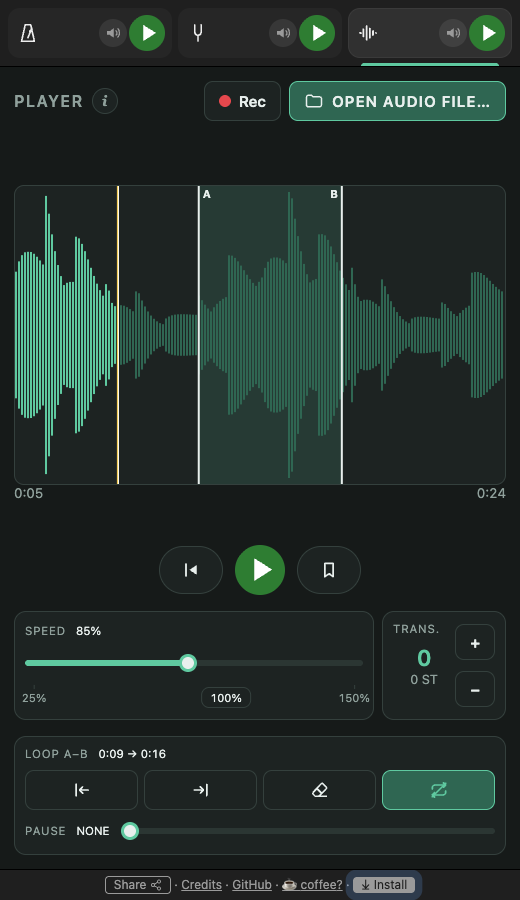 PLAYER i Rec OPEN AUDIO FILE...
A B
0:05 0:24
SPEED 85%
25% 100% 150%
TRANS.
0
0 ST
+
−
LOOP A–B 0:09 → 0:16
PAUSE NONE
Share · Credits · GitHub · ☕ coffee? · Install